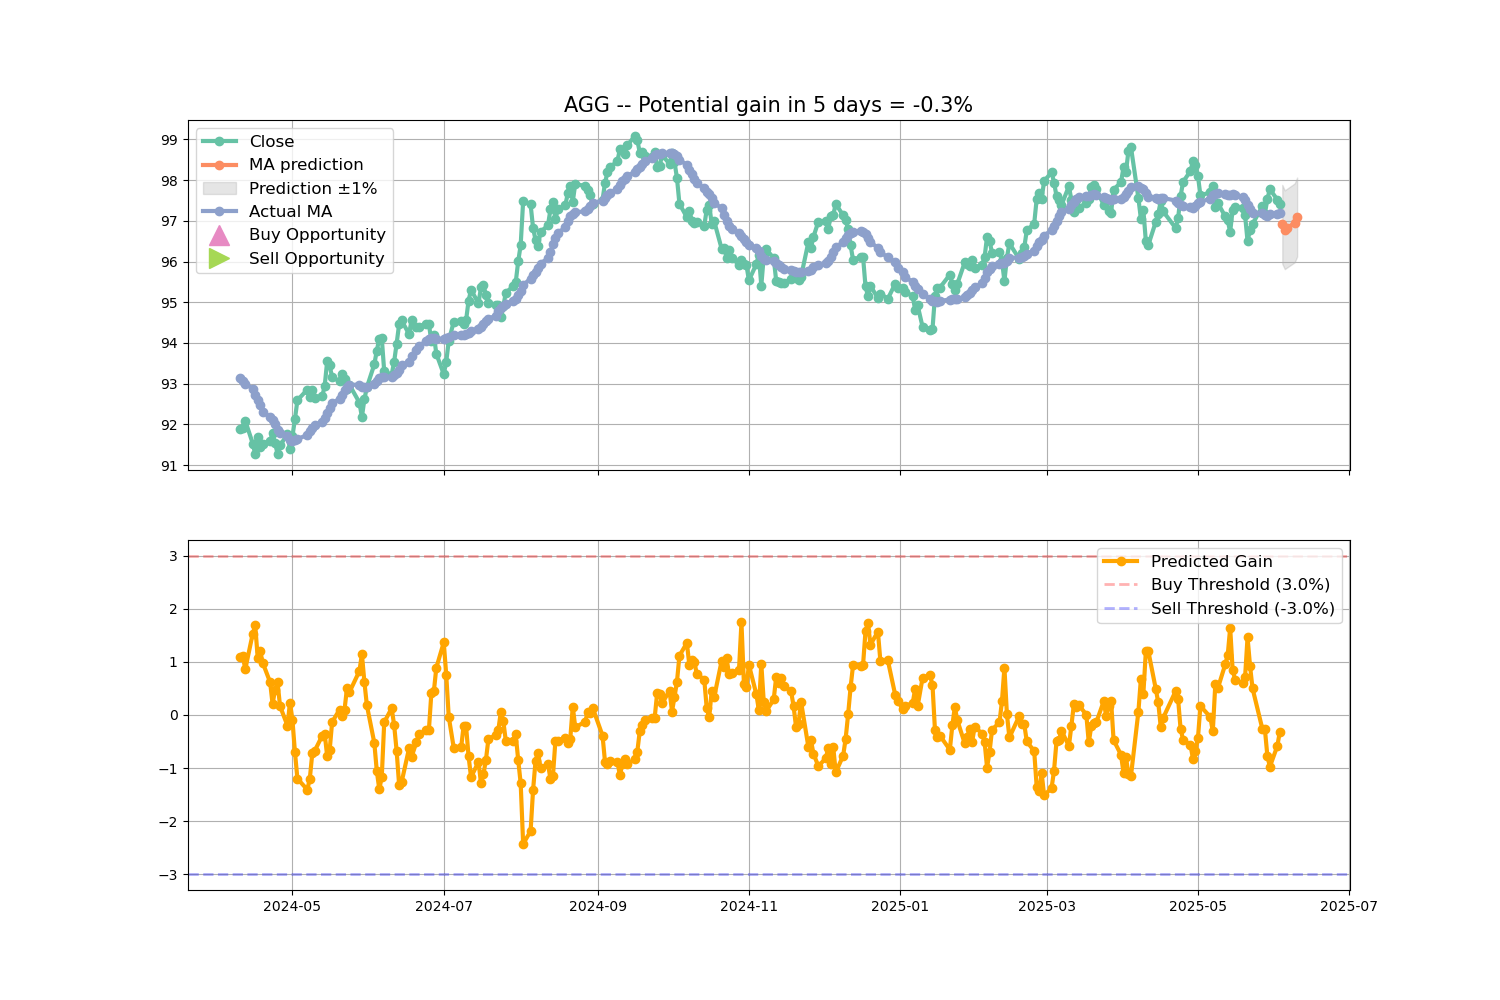 AGG -- Potential gain in 5 days = -0.3%
99
98
97
96
95
94
93
92
91
Close
MA prediction
Prediction ±1%
Actual MA
Buy Opportunity
Sell Opportunity
3
2
1
0
−1
−2
−3
Predicted Gain
Buy Threshold (3.0%)
Sell Threshold (-3.0%)
2024-05
2024-07
2024-09
2024-11
2025-01
2025-03
2025-05
2025-07